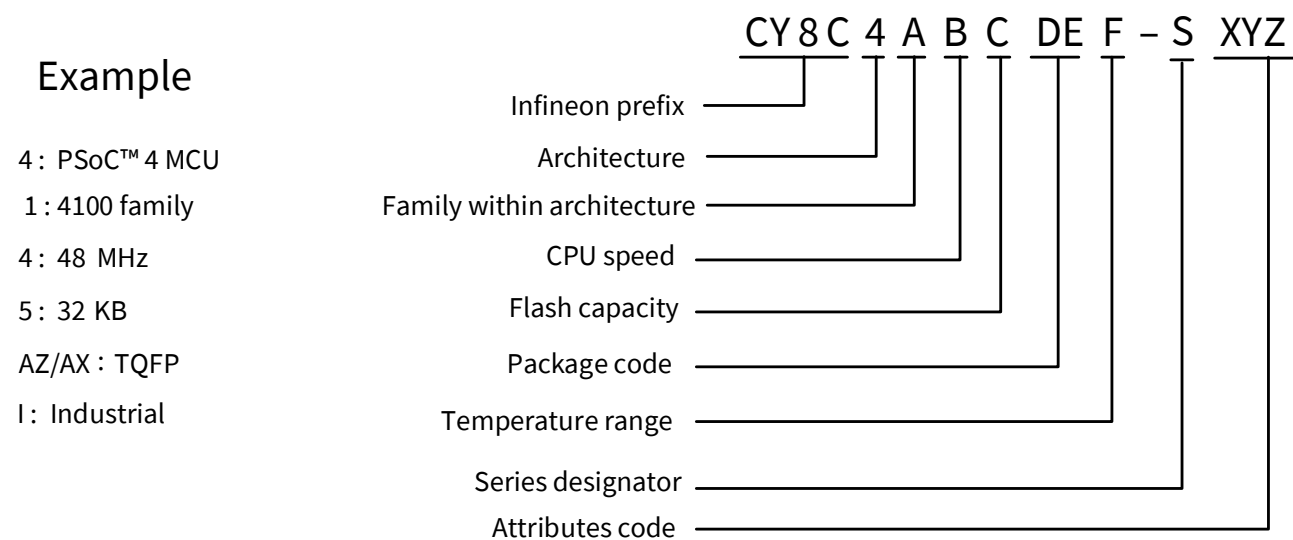 CY8C 4 A B C DE F – S XYZ
Example
Infineon prefix
4 : PSoC™ 4 MCU
Architecture
1 : 4100 family
Family within architecture
4 : 48 MHz
CPU speed
5 : 32 KB
Flash capacity
AZ/AX : TQFP
Package code
I : Industrial
Temperature range
Series designator
Attributes code